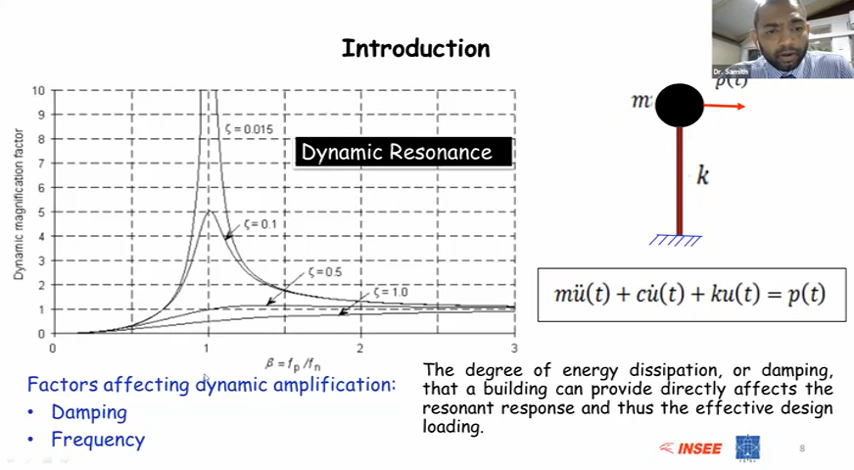 Introduction
Dr. Samith
p(t)
m
k
10
9
8
7
6
5
4
3
2
1
0
Dynamic magnification factor
ζ = 0.015
Dynamic Resonance
ζ = 0.1
ζ = 0.5
ζ = 1.0
0 1 2 3
β = fp/fn
mü(t) + cu̇(t) + ku(t) = p(t)
Factors affecting dynamic amplification:
• Damping
• Frequency
The degree of energy dissipation, or damping,
that a building can provide directly affects the
resonant response and thus the effective design
loading.
INSEE
8